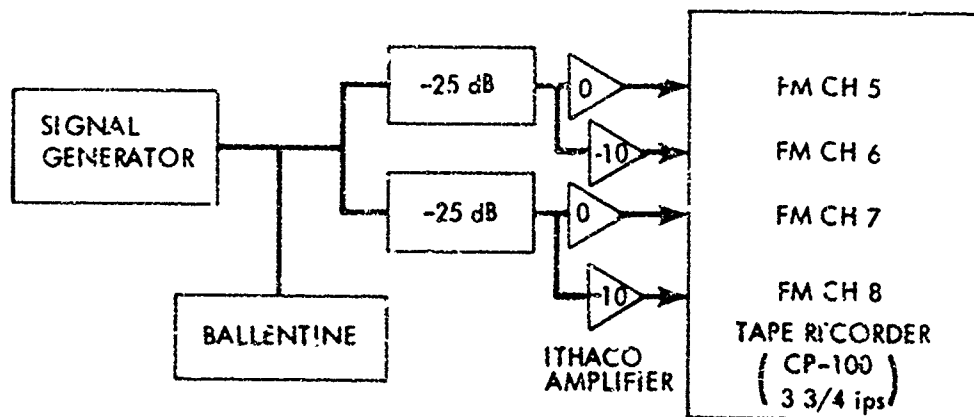 SIGNAL
GENERATOR
BALLENTINE
-25 dB
-25 dB
0
-10
0
-10
ITHACO
AMPLIFIER
FM CH 5
FM CH 6
FM CH 7
FM CH 8
TAPE RECORDER
( CP-100 )
( 3 3/4 ips )